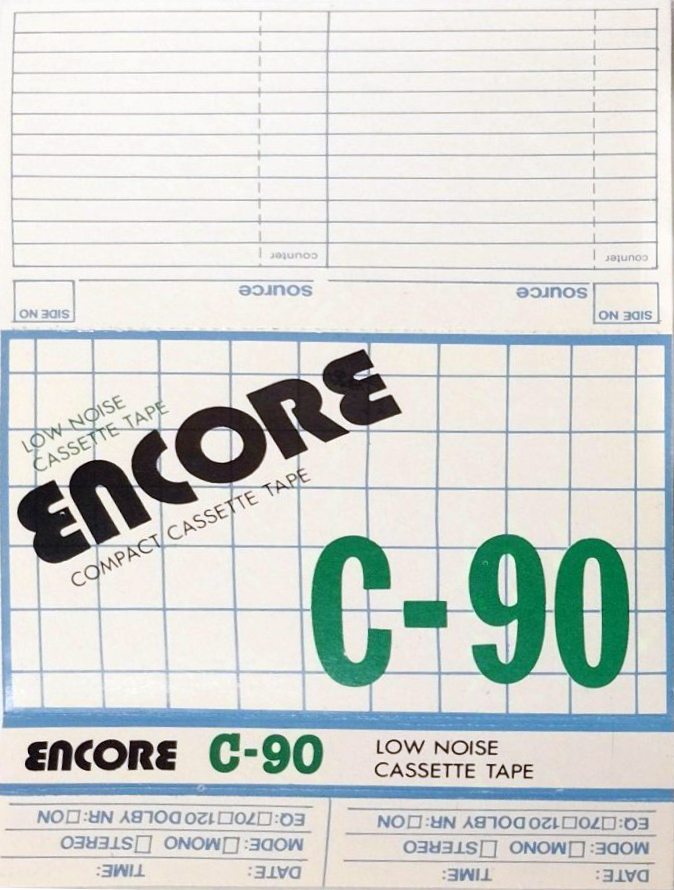 counter counter
source source
SIDE NO SIDE NO
LOW NOISE
CASSETTE TAPE
ENCORE
COMPACT CASSETTE TAPE
C-90
ENCORE C-90 LOW NOISE
CASSETTE TAPE
EQ:□70□120 DOLBY NR:□ON EQ:□70□120 DOLBY NR:□ON
MODE:□MONO □STEREO MODE:□MONO □STEREO
DATE: TIME: DATE: TIME: